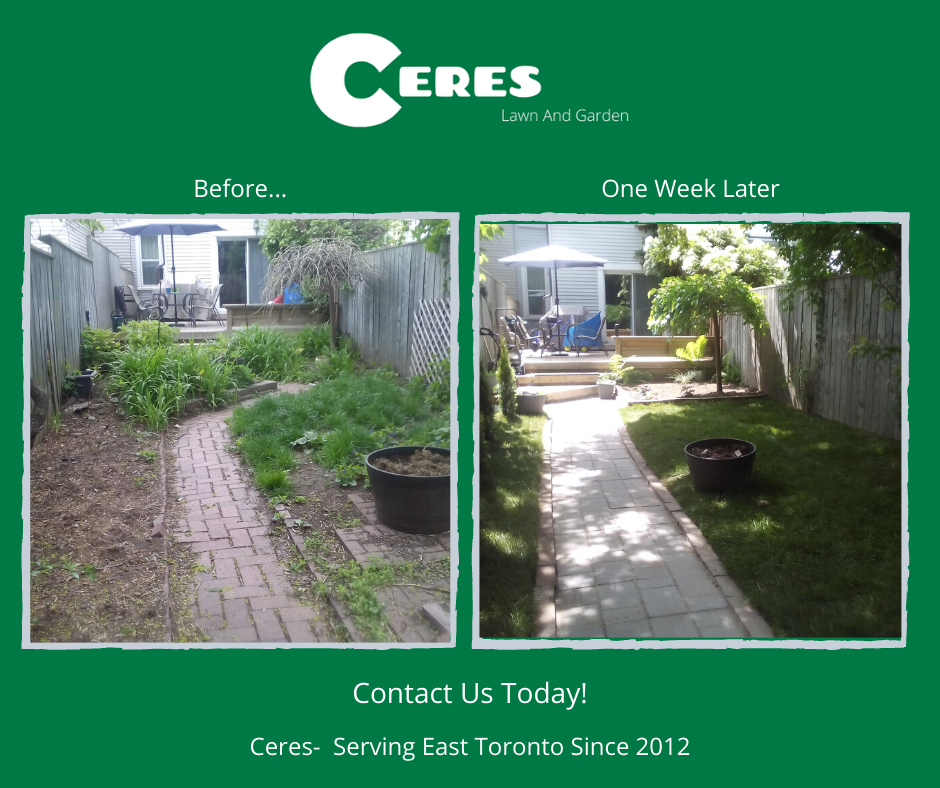 CERES
Lawn And Garden
Before...
One Week Later
Contact Us Today!
Ceres-  Serving East Toronto Since 2012